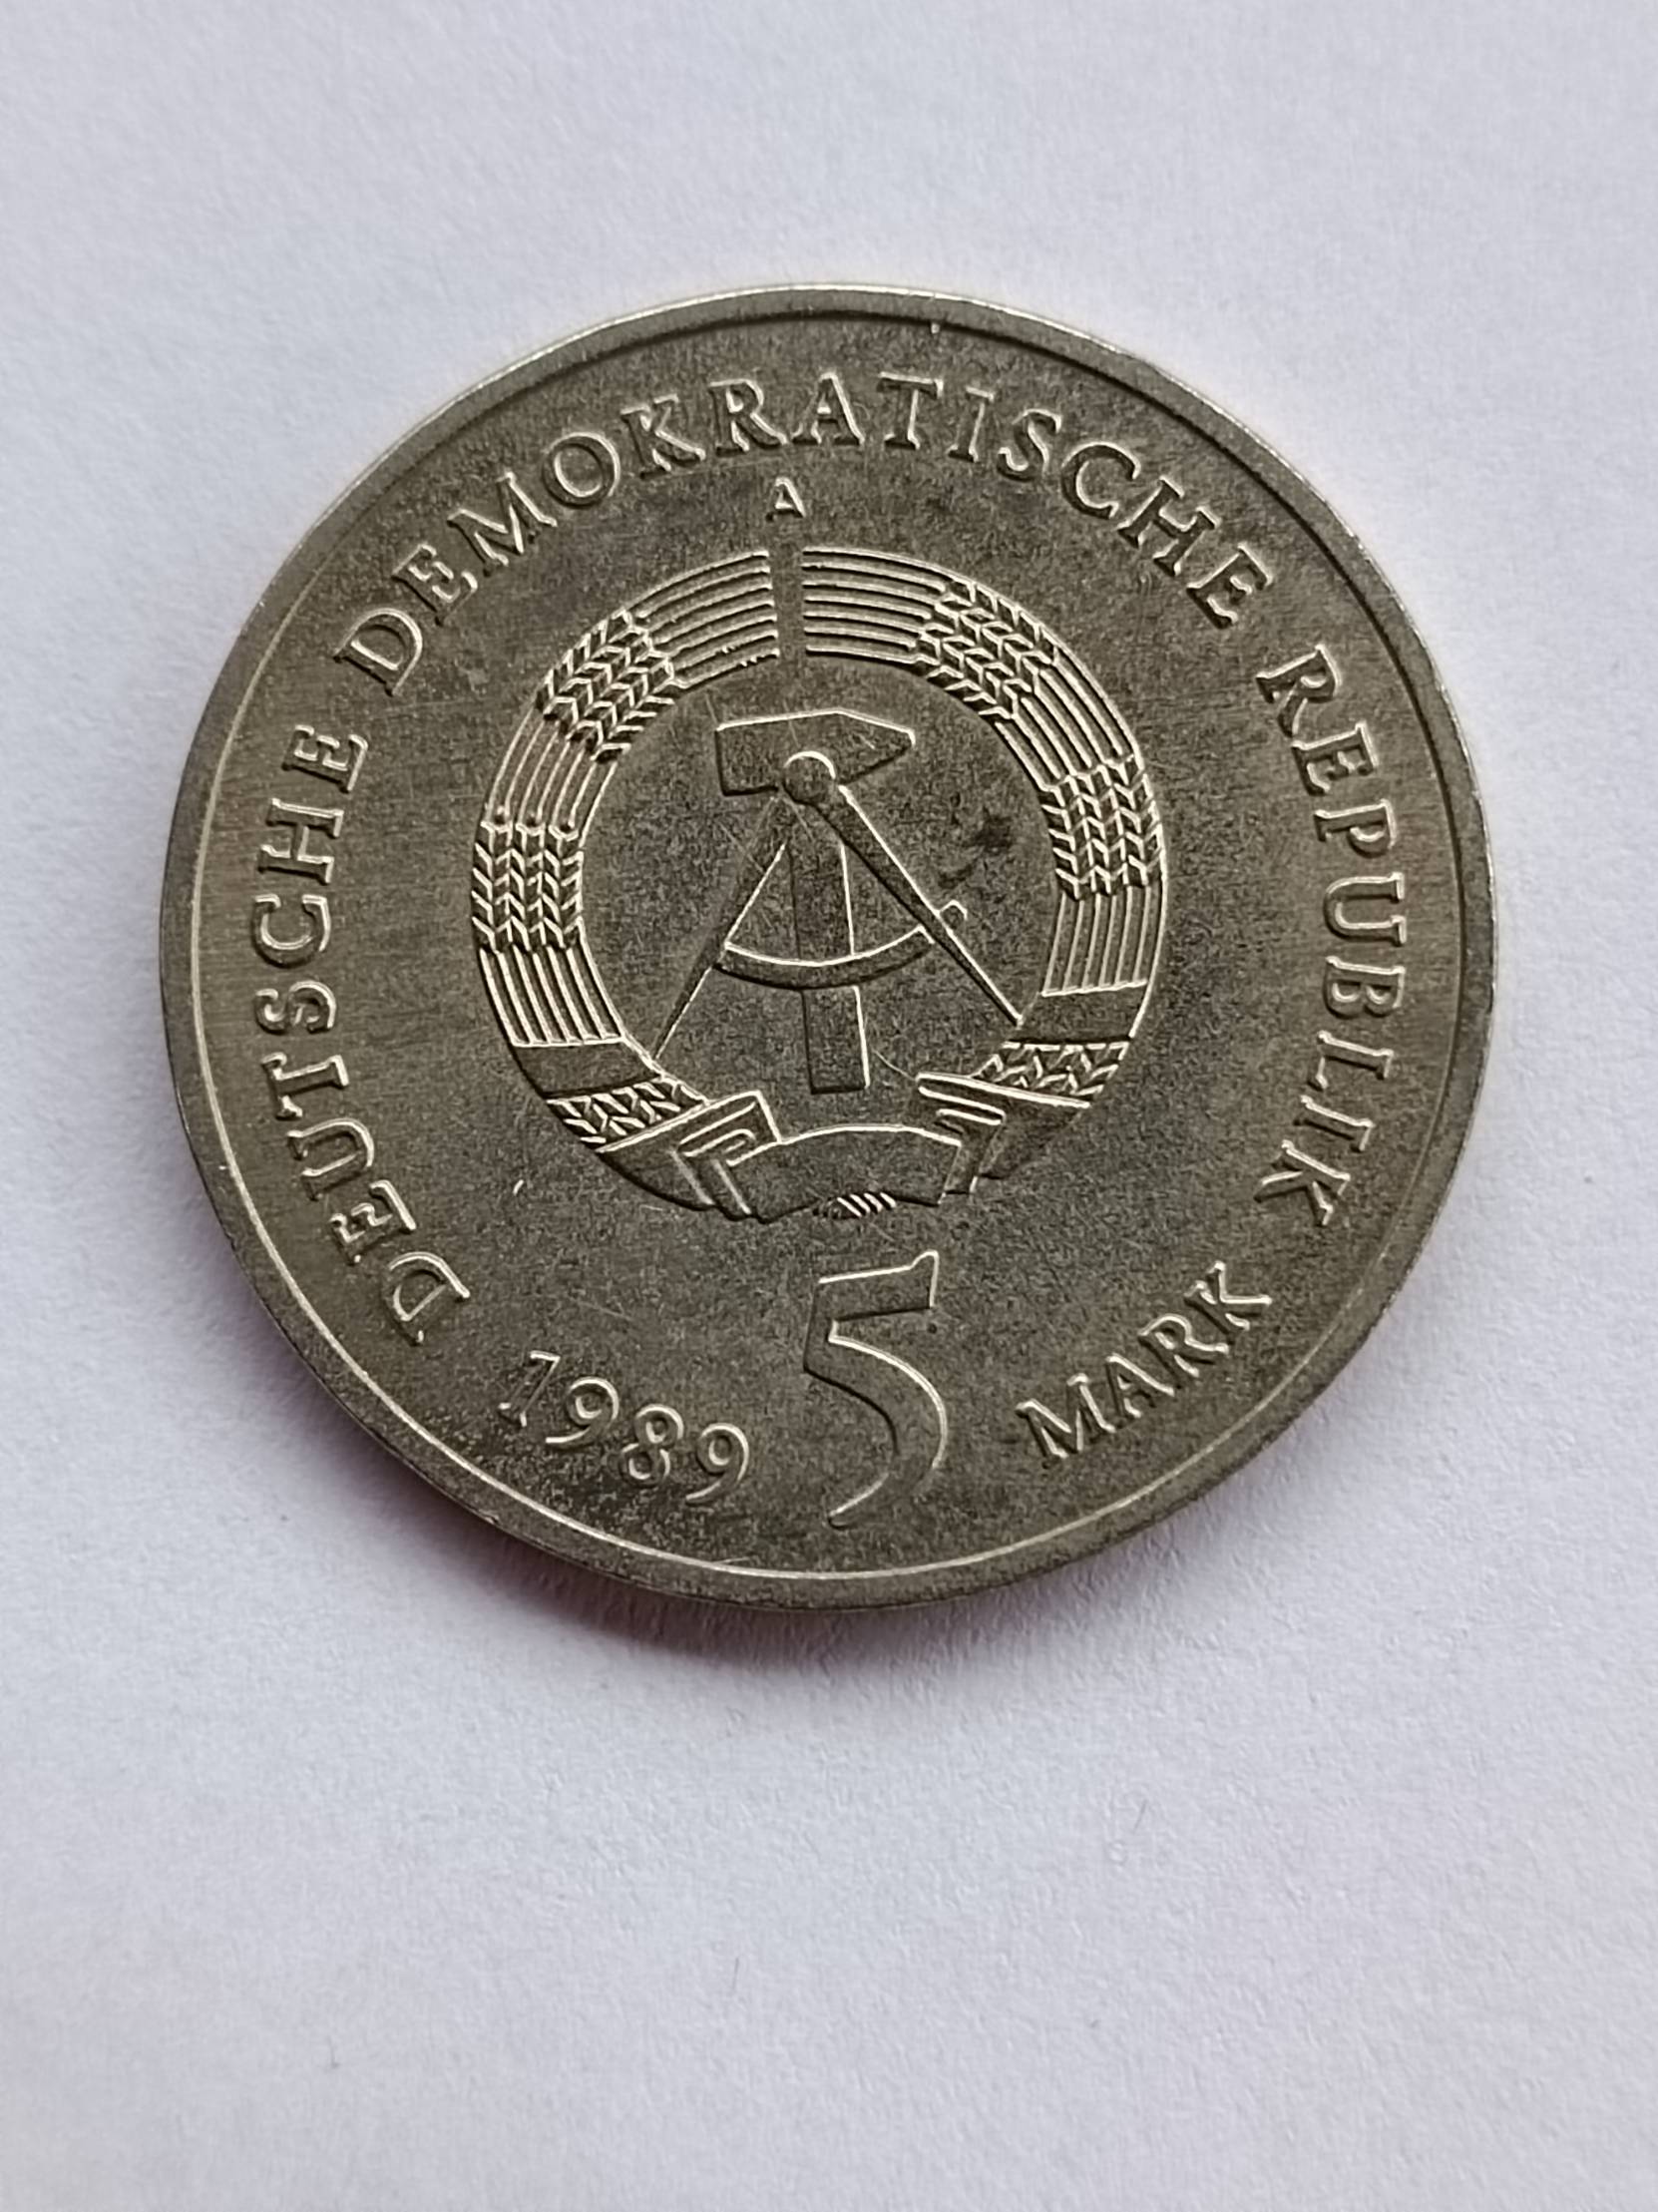 DEUTSCHE DEMOKRATISCHE REPUBLIK
A
1989 5 MARK